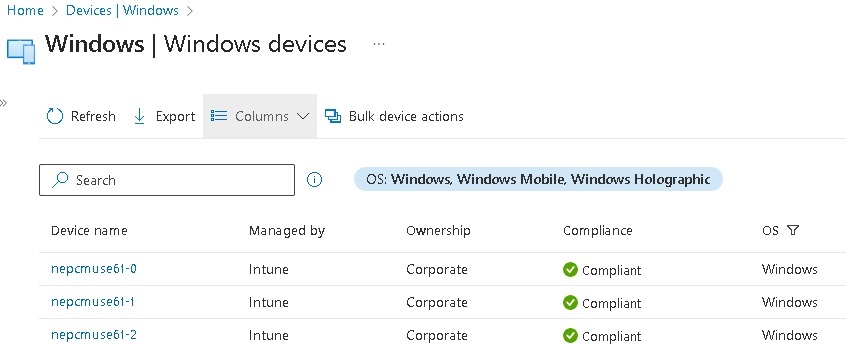 Home > Devices | Windows >
Windows | Windows devices ...
»
Refresh Export Columns Bulk device actions
Search OS: Windows, Windows Mobile, Windows Holographic
Device name Managed by Ownership Compliance OS
nepcmuse61-0 Intune Corporate Compliant Windows
nepcmuse61-1 Intune Corporate Compliant Windows
nepcmuse61-2 Intune Corporate Compliant Windows